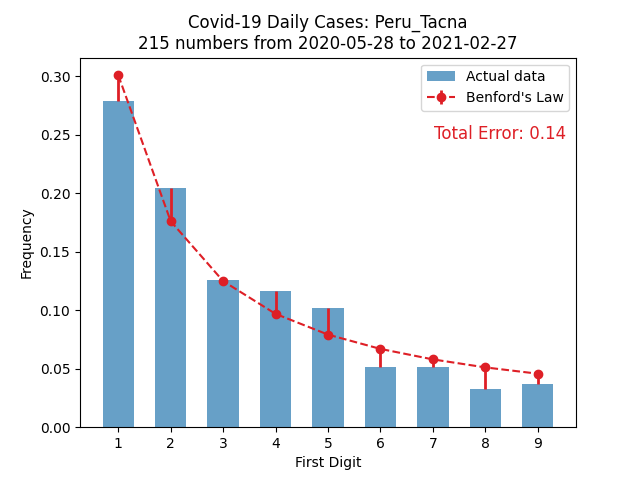 Covid-19 Daily Cases: Peru_Tacna
215 numbers from 2020-05-28 to 2021-02-27
Actual data
Benford's Law
Total Error: 0.14
Frequency
0.30
0.25
0.20
0.15
0.10
0.05
0.00
1 2 3 4 5 6 7 8 9
First Digit